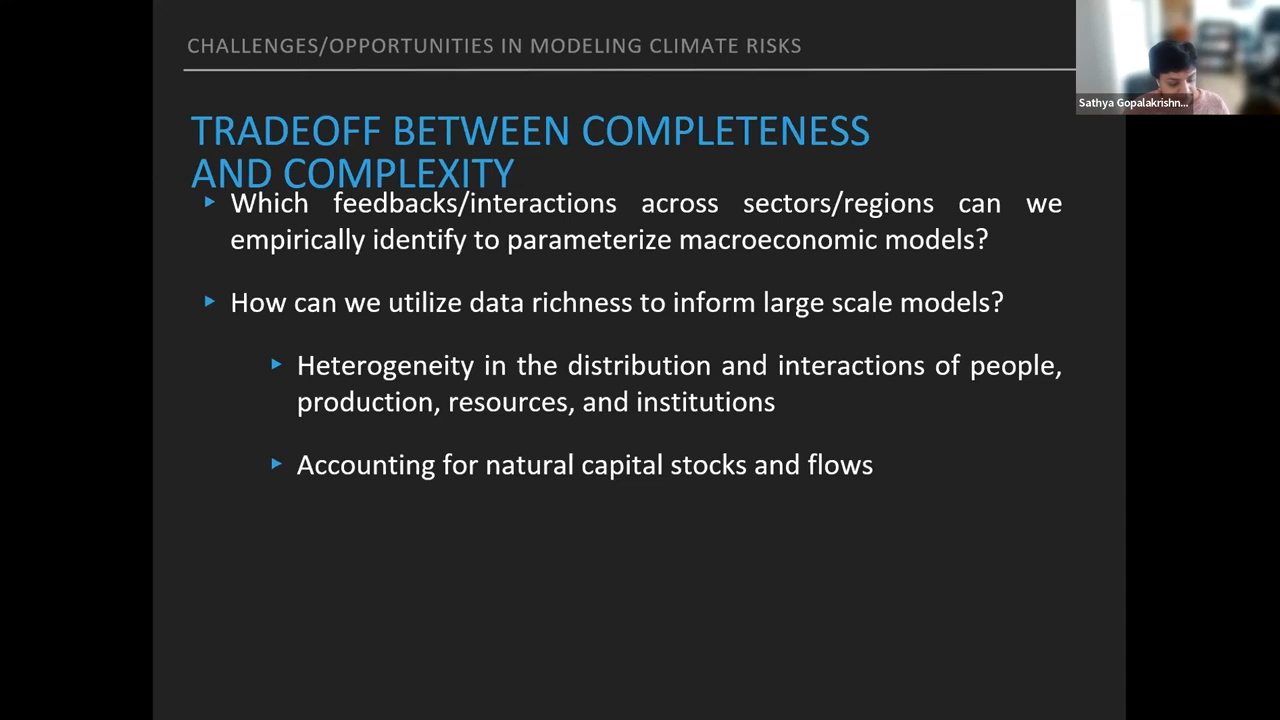 CHALLENGES/OPPORTUNITIES IN MODELING CLIMATE RISKS
Sathya Gopalakrishn...
TRADEOFF BETWEEN COMPLETENESS
AND COMPLEXITY
Which feedbacks/interactions across sectors/regions can we
empirically identify to parameterize macroeconomic models?
How can we utilize data richness to inform large scale models?
Heterogeneity in the distribution and interactions of people,
production, resources, and institutions
Accounting for natural capital stocks and flows